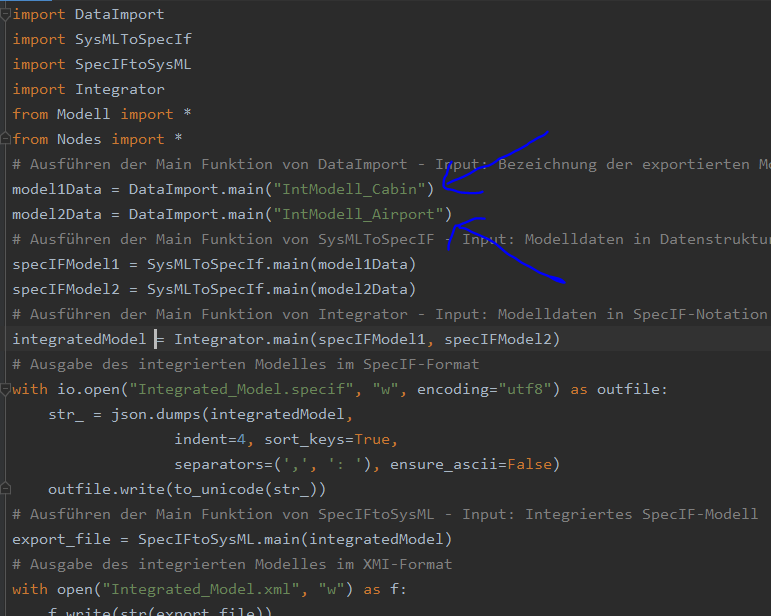 import DataImport
import SysMLToSpecIf
import SpecIFtoSysML
import Integrator
from Modell import *
from Nodes import *
# Ausführen der Main Funktion von DataImport - Input: Bezeichnung der exportierten
model1Data = DataImport.main("IntModell_Cabin")
model2Data = DataImport.main("IntModell_Airport")
# Ausführen der Main Funktion von SysMLToSpecIF - Input: Modelldaten in
specIFModel1 = SysMLToSpecIf.main(model1Data)
specIFModel2 = SysMLToSpecIf.main(model2Data)
# Ausführen der Main Funktion von Integrator - Input: Modelldaten in SpecIF-Notation
integratedModel = Integrator.main(specIFModel1, specIFModel2)
# Ausgabe des integrierten Modelles im SpecIF-Format
with io.open("Integrated_Model.specif", "w", encoding="utf8") as outfile:
str_ = json.dumps(integratedModel,
indent=4, sort_keys=True,
separators=(',', ': '), ensure_ascii=False)
outfile.write(to_unicode(str_))
# Ausführen der Main Funktion von SpecIFtoSysML - Input: Integriertes SpecIF-Modell
export_file = SpecIFtoSysML.main(integratedModel)
# Ausgabe des integrierten Modelles im XMI-Format
with open("Integrated_Model.xml", "w") as f:
f.write(str(export_file))